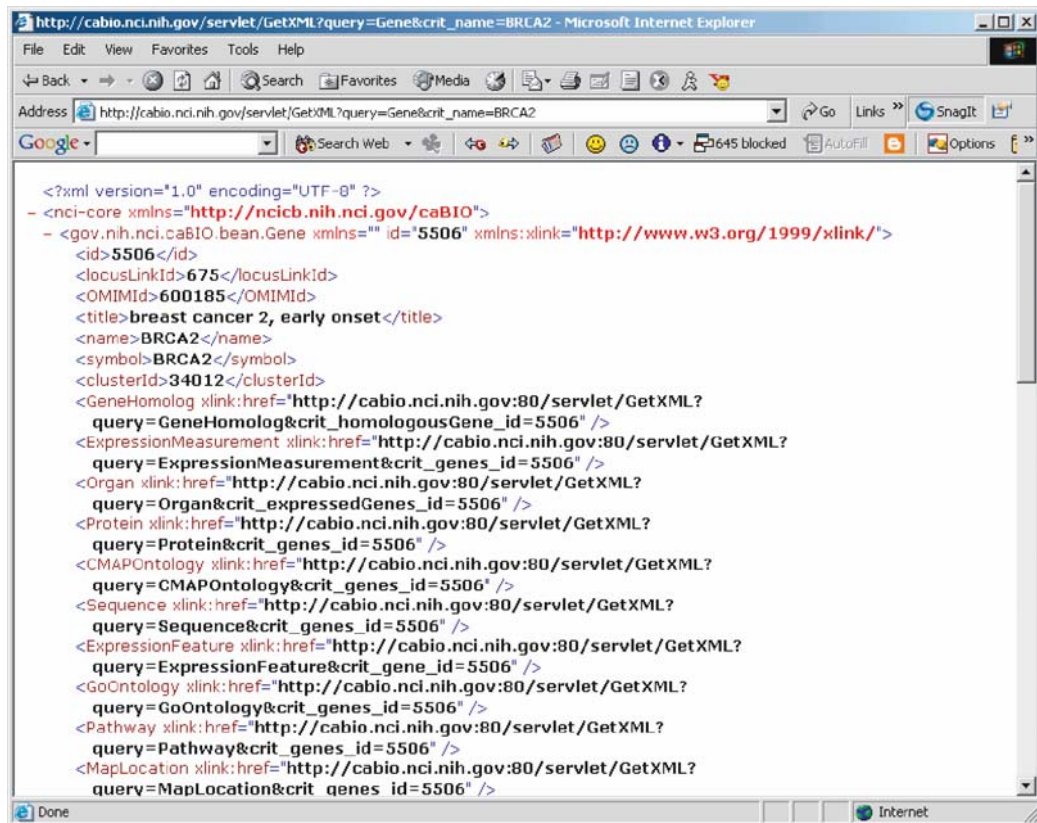 http://cabio.nci.nih.gov/servlet/GetXML?query=Gene&crit_name=BRCA2 - Microsoft Internet Explorer
File Edit View Favorites Tools Help
Back Search Favorites Media
Address http://cabio.nci.nih.gov/servlet/GetXML?query=Gene&crit_name=BRCA2 Go Links » SnagIt
Google Search Web 645 blocked AutoFill Options »
<?xml version="1.0" encoding="UTF-8" ?>
- <nci-core xmlns="http://ncicb.nih.nci.gov/caBIO">
- <gov.nih.nci.caBIO.bean.Gene xmlns="" id="5506" xmlns:xlink="http://www.w3.org/1999/xlink/">
<id>5506</id>
<locusLinkId>675</locusLinkId>
<OMIMId>600185</OMIMId>
<title>breast cancer 2, early onset</title>
<name>BRCA2</name>
<symbol>BRCA2</symbol>
<clusterId>34012</clusterId>
<GeneHomolog xlink:href="http://cabio.nci.nih.gov:80/servlet/GetXML?
query=GeneHomolog&crit_homologousGene_id=5506" />
<ExpressionMeasurement xlink:href="http://cabio.nci.nih.gov:80/servlet/GetXML?
query=ExpressionMeasurement&crit_genes_id=5506" />
<Organ xlink:href="http://cabio.nci.nih.gov:80/servlet/GetXML?
query=Organ&crit_expressedGenes_id=5506" />
<Protein xlink:href="http://cabio.nci.nih.gov:80/servlet/GetXML?
query=Protein&crit_genes_id=5506" />
<CMAPOntology xlink:href="http://cabio.nci.nih.gov:80/servlet/GetXML?
query=CMAPOntology&crit_genes_id=5506" />
<Sequence xlink:href="http://cabio.nci.nih.gov:80/servlet/GetXML?
query=Sequence&crit_genes_id=5506" />
<ExpressionFeature xlink:href="http://cabio.nci.nih.gov:80/servlet/GetXML?
query=ExpressionFeature&crit_gene_id=5506" />
<GoOntology xlink:href="http://cabio.nci.nih.gov:80/servlet/GetXML?
query=GoOntology&crit_genes_id=5506" />
<Pathway xlink:href="http://cabio.nci.nih.gov:80/servlet/GetXML?
query=Pathway&crit_genes_id=5506" />
<MapLocation xlink:href="http://cabio.nci.nih.gov:80/servlet/GetXML?
query=MapLocation&crit_genes_id=5506" />
Done Internet